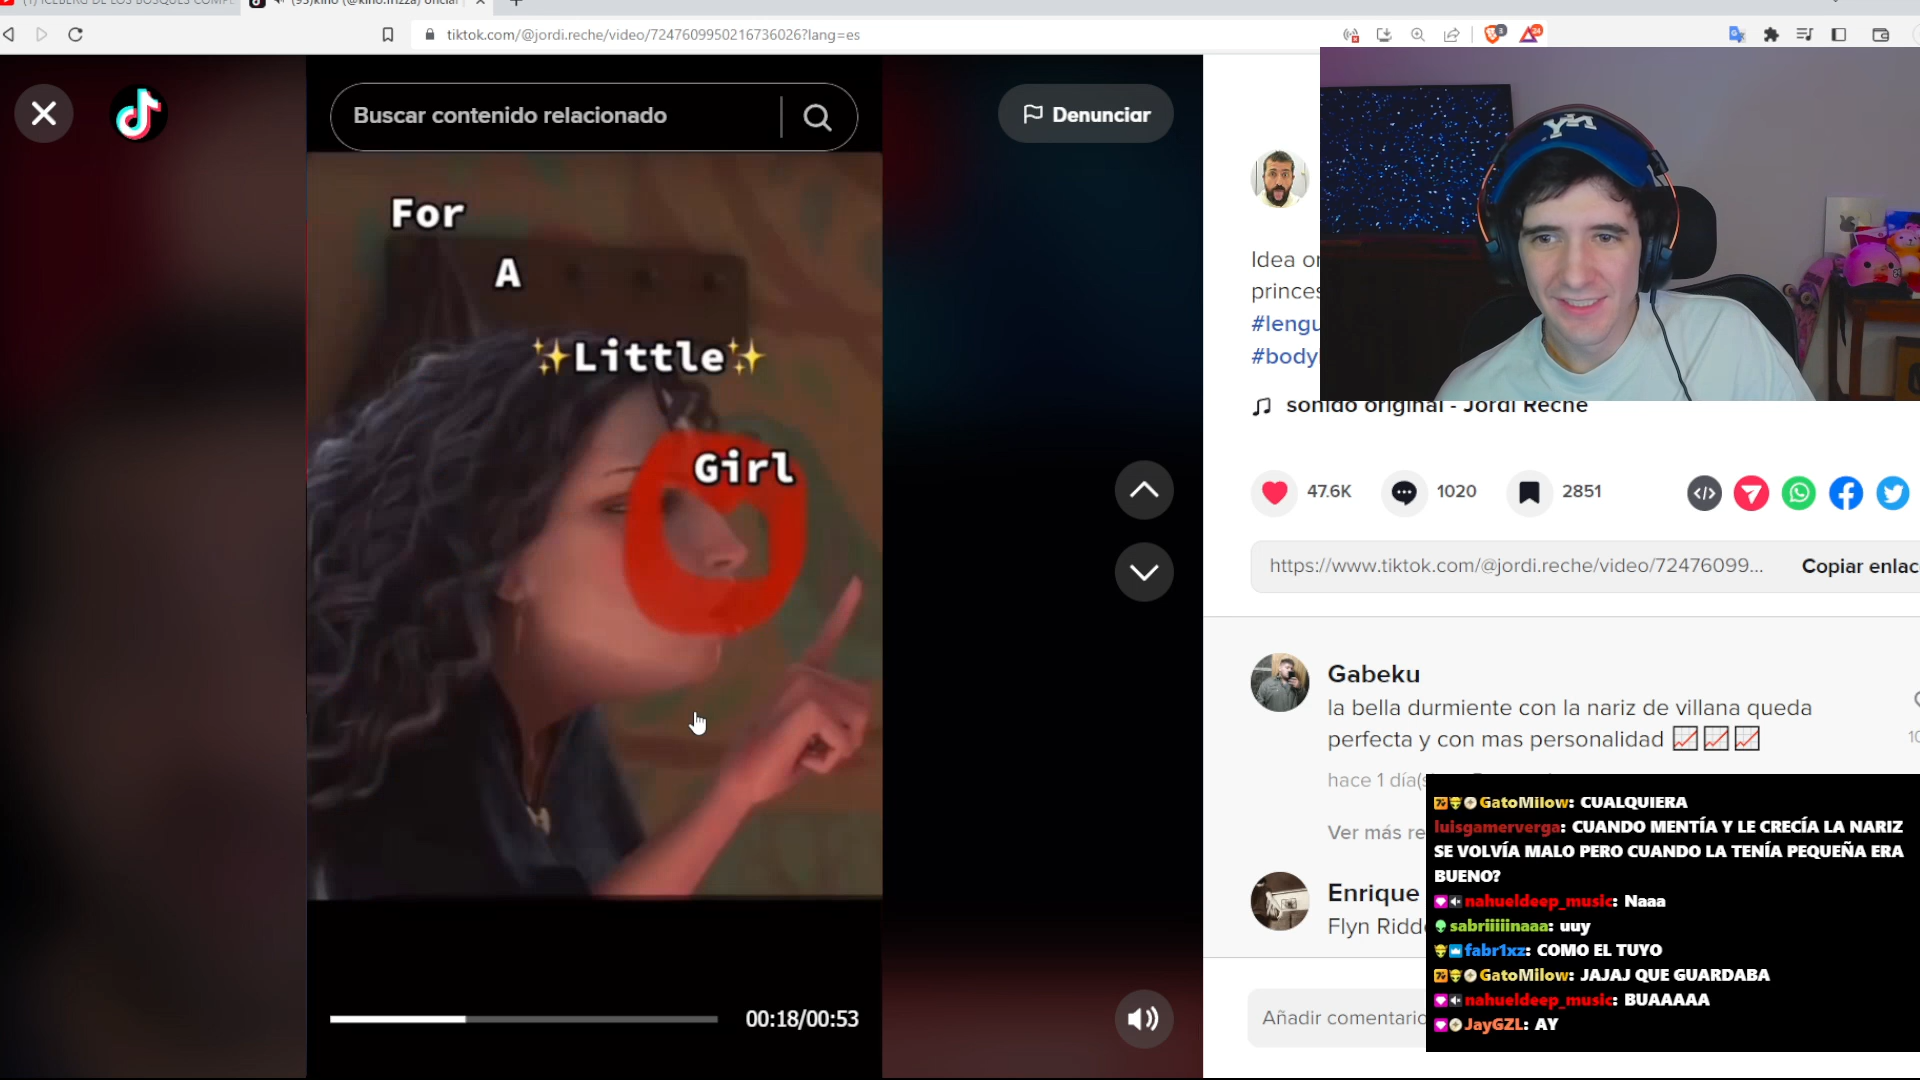 tiktok.com/@jordi.reche/video/7247609950216736026?lang=es
Buscar contenido relacionado
Denunciar
For
A
✨Little✨
Girl
00:18/00:53
Idea
princes
#lengu
#body
sonido original - Jordi Reche
47.6K
1020
2851
https://www.tiktok.com/@jordi.reche/video/72476099...
Copiar enlac
Gabeku
la bella durmiente con la nariz de villana queda
perfecta y con mas personalidad 📈📈📈
hace 1 día(s
Ver más re
Enrique
Flyn Ridd
Añadir comentario
GatoMilow: CUALQUIERA
luisgamerverga: CUANDO MENTÍA Y LE CRECÍA LA NARIZ
SE VOLVÍA MALO PERO CUANDO LA TENÍA PEQUEÑA ERA
BUENO?
nahueldeep_music: Naaa
sabriiiiinaaa: uuy
fabr1xz: COMO EL TUYO
GatoMilow: JAJAJ QUE GUARDABA
nahueldeep_music: BUAAAAA
JayGZL: AY